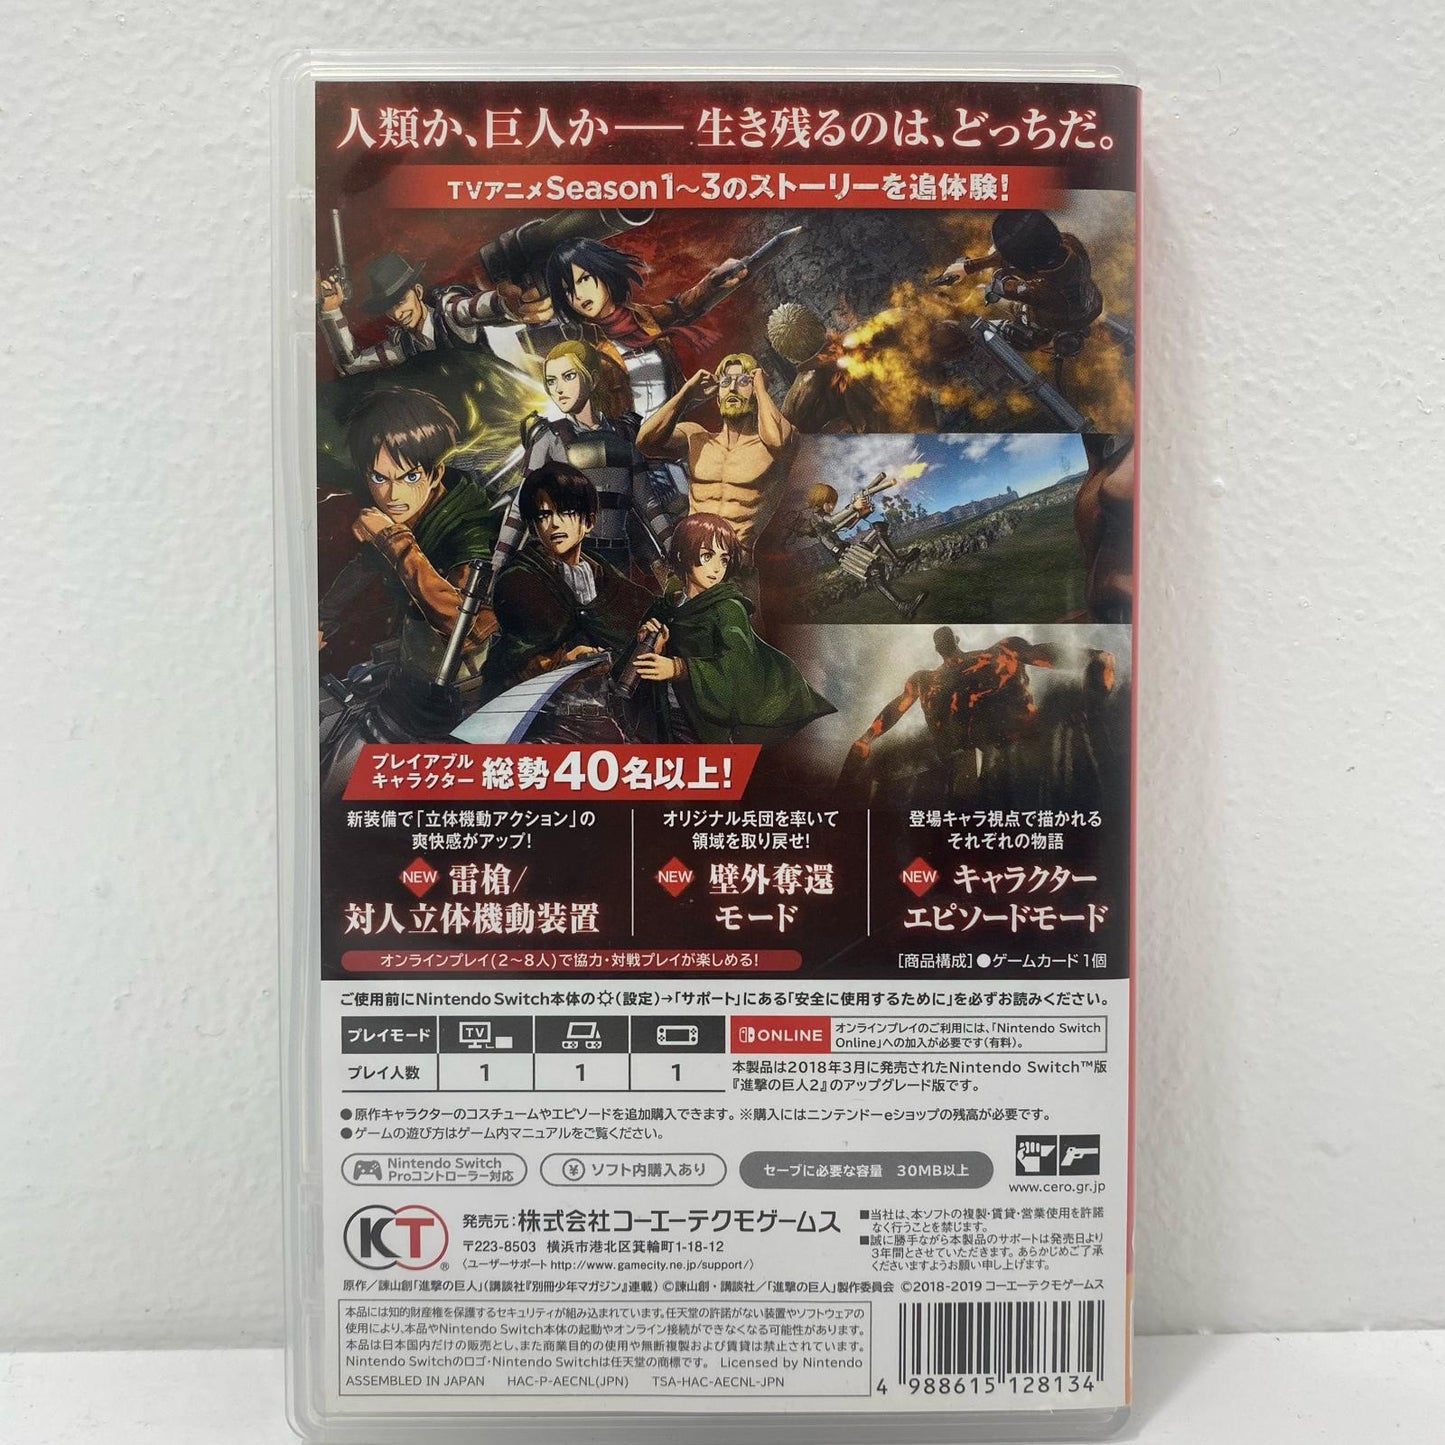 人類か、巨人か── 生き残るのは、どっちだ。
TVアニメSeason1～3のストーリーを追体験！
プレイアブル
キャラクター 総勢40名以上！
新装備で「立体機動アクション」の
爽快感がアップ！
NEW 雷槍/
対人立体機動装置
オリジナル兵団を率いて
領域を取り戻せ！
NEW 壁外奪還
モード
登場キャラ視点で描かれる
それぞれの物語
NEW キャラクター
エピソードモード
オンラインプレイ（2～8人）で協力・対戦プレイが楽しめる！
［商品構成］●ゲームカード1個
ご使用前にNintendo Switch本体の（設定）→「サポート」にある「安全に使用するために」を必ずお読みください。
プレイモード TV
プレイ人数 1 1 1
ONLINE
オンラインプレイのご利用には、「Nintendo Switch
Online」への加入が必要です（有料）。
本製品は2018年3月に発売されたNintendo Switch™版
『進撃の巨人2』のアップグレード版です。
●原作キャラクターのコスチュームやエピソードを追加購入できます。※購入にはニンテンドーeショップの残高が必要です。
●ゲームの遊び方はゲーム内マニュアルをご覧ください。
Nintendo Switch
Proコントローラー対応
¥ ソフト内購入あり
セーブに必要な容量 30MB以上
www.cero.gr.jp
KT®
発売元：株式会社コーエーテクモゲームス
〒223-8503 横浜市港北区箕輪町1-18-12
〈ユーザーサポート http://www.gamecity.ne.jp/support/〉
■当社は、本ソフトの複製・賃貸・営業使用を許諾
なく行うことを禁じます。
■誠に勝手ながら本製品のサポートは発売日より
3年間とさせていただきます。あらかじめご了承
くださいますようお願い申し上げます。
原作／諫山創「進撃の巨人」（講談社『別冊少年マガジン』連載）©諫山創・講談社／「進撃の巨人」製作委員会 ©2018-2019 コーエーテクモゲームス
本品には知的財産権を保護するセキュリティが組み込まれています。任天堂の許諾がない装置やソフトウェアの
使用により、本品やNintendo Switch本体の起動やオンライン接続ができなくなる可能性があります。
本品は日本国内だけの販売とし、また商業目的の使用や無断複製および賃貸は禁止されています。
Nintendo Switchのロゴ・Nintendo Switchは任天堂の商標です。 Licensed by Nintendo
ASSEMBLED IN JAPAN HAC-P-AECNL(JPN) TSA-HAC-AECNL-JPN
4 988615 128134